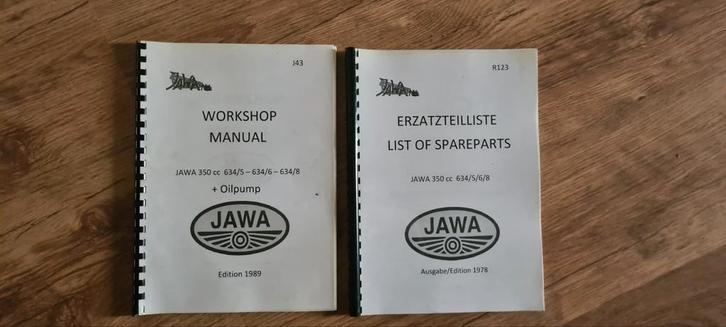 J43
WORKSHOP
MANUAL
JAWA 350 cc 634/5 – 634/6 – 634/8
+ Oilpump
JAWA
Edition 1989
R123
ERZATZTEILLISTE
LIST OF SPAREPARTS
JAWA 350 cc 634/5/6/8
JAWA
Ausgabe/Edition 1978